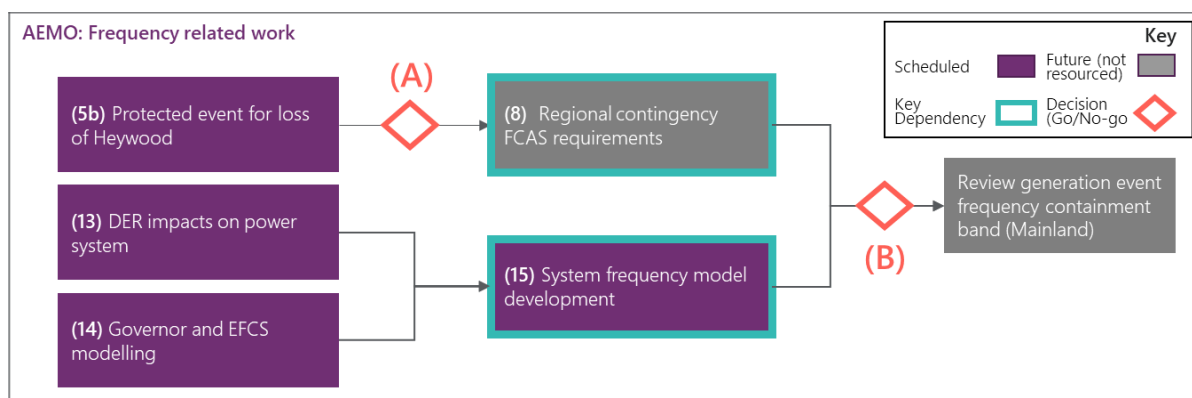 AEMO: Frequency related work
Key
Scheduled
Future (not
resourced)
Key
Dependency
Decision
(Go/No-go
(A)
(5b) Protected event for loss
of Heywood
(8) Regional contingency
FCAS requirements
(13) DER impacts on power
system
(B)
Review generation event
frequency containment
band (Mainland)
(15) System frequency model
development
(14) Governor and EFCS
modelling